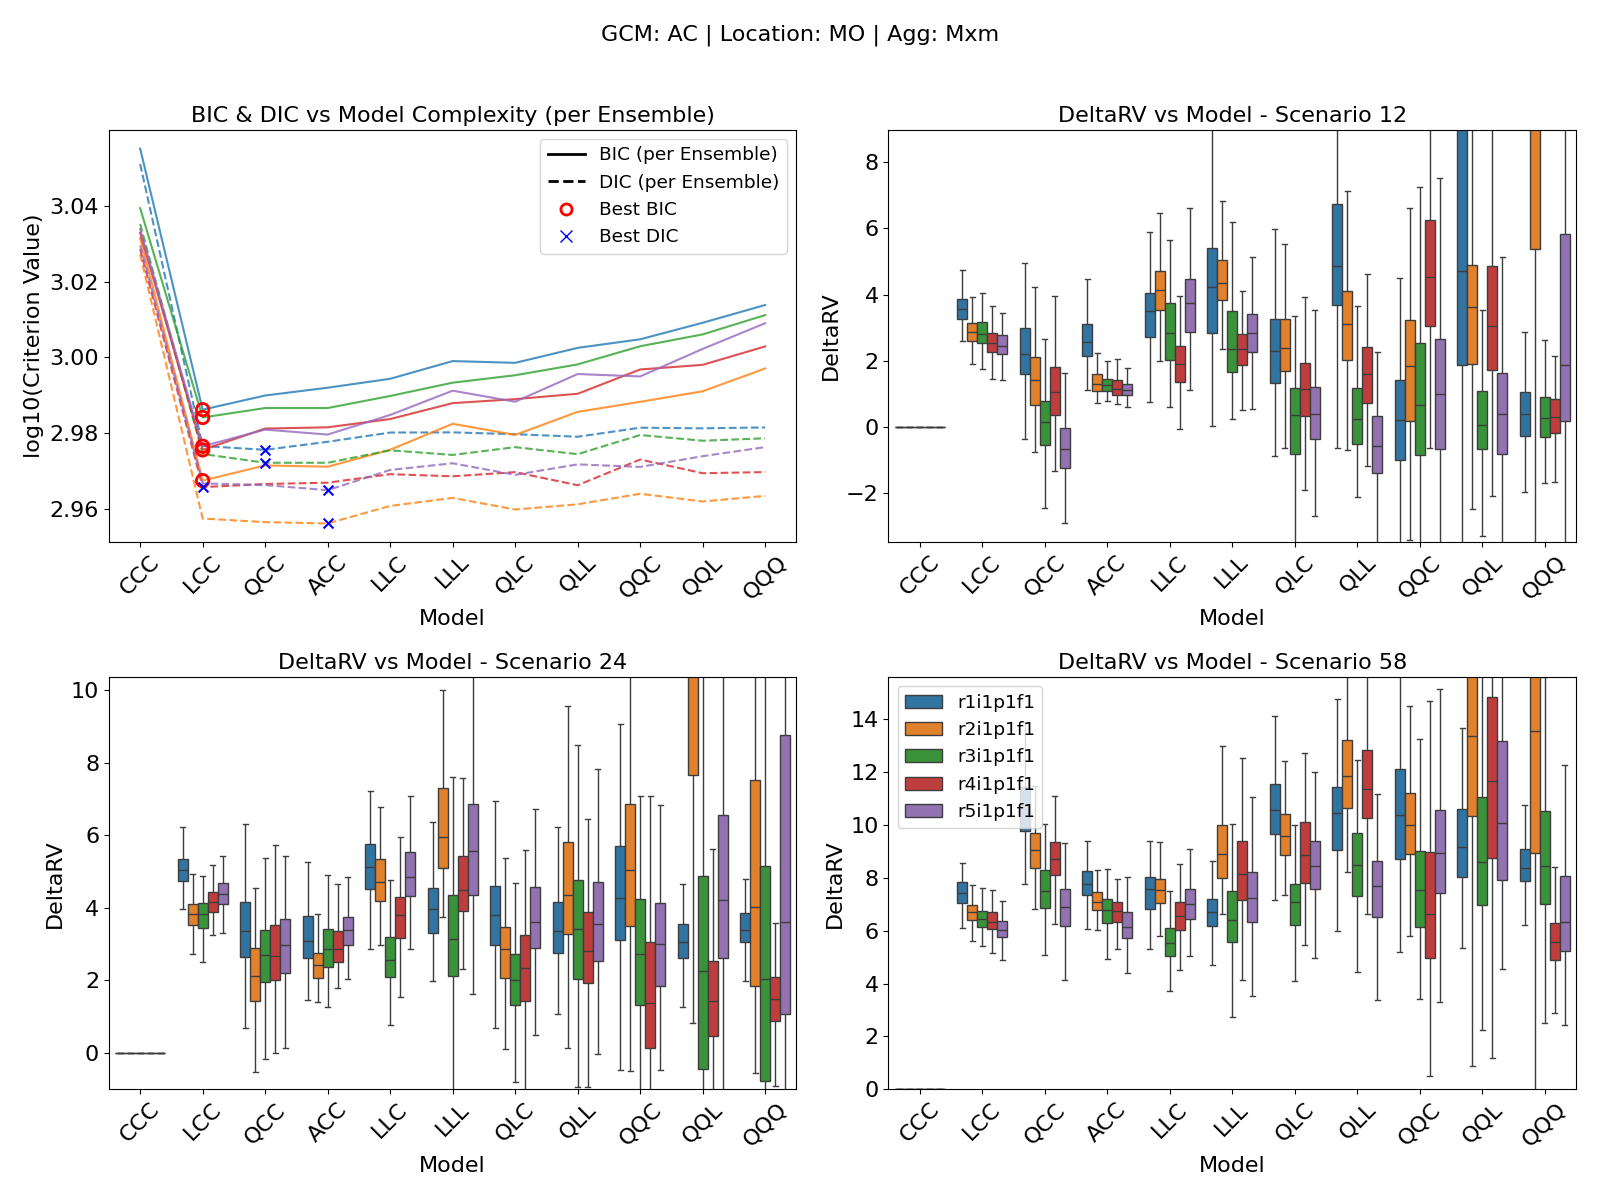 GCM: AC | Location: MO | Agg: Mxm
BIC & DIC vs Model Complexity (per Ensemble)
log10(Criterion Value)
3.04
3.02
3.00
2.98
2.96
BIC (per Ensemble)
DIC (per Ensemble)
Best BIC
Best DIC
CCC
LCC
QCC
ACC
LLC
LLL
QLC
QLL
QQC
QQL
QQQ
Model
DeltaRV vs Model - Scenario 12
DeltaRV
8
6
4
2
0
−2
CCC
LCC
QCC
ACC
LLC
LLL
QLC
QLL
QQC
QQL
QQQ
Model
DeltaRV vs Model - Scenario 24
DeltaRV
10
8
6
4
2
0
CCC
LCC
QCC
ACC
LLC
LLL
QLC
QLL
QQC
QQL
QQQ
Model
DeltaRV vs Model - Scenario 58
DeltaRV
14
12
10
8
6
4
2
0
r1i1p1f1
r2i1p1f1
r3i1p1f1
r4i1p1f1
r5i1p1f1
CCC
LCC
QCC
ACC
LLC
LLL
QLC
QLL
QQC
QQL
QQQ
Model